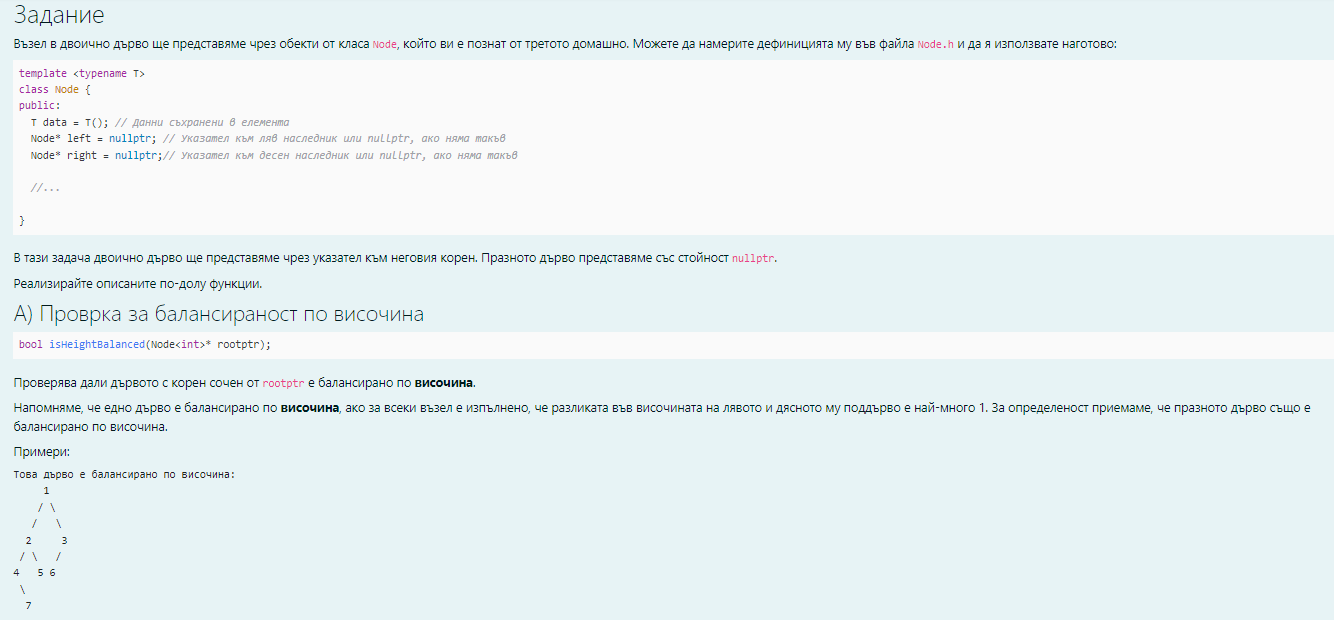 Задание
Възел в двоично дърво ще представяме чрез обекти от класа Node, който ви е познат от третото домашно. Можете да намерите дефиницията му във файла Node.h и да я използвате наготово:
template <typename T>
class Node {
public:
  T data = T(); // Данни съхранени в елемента
  Node* left = nullptr; // Указател към ляв наследник или nullptr, ако няма такъв
  Node* right = nullptr;// Указател към десен наследник или nullptr, ако няма такъв
  //...
}
В тази задача двоично дърво ще представяме чрез указател към неговия корен. Празното дърво представяме със стойност nullptr.
Реализирайте описаните по-долу функции.
А) Проврка за балансираност по височина
bool isHeightBalanced(Node<int>* rootptr);
Проверява дали дървото с корен сочен от rootptr е балансирано по височина.
Напомняме, че едно дърво е балансирано по височина, ако за всеки възел е изпълнено, че разликата във височината на лявото и дясното му поддърво е най-много 1. За определеност приемаме, че празното дърво също е
балансирано по височина.
Примери:
Това дърво е балансирано по височина:
     1
    / \
   /   \
  2     3
 / \   /
4   5 6
 \
  7